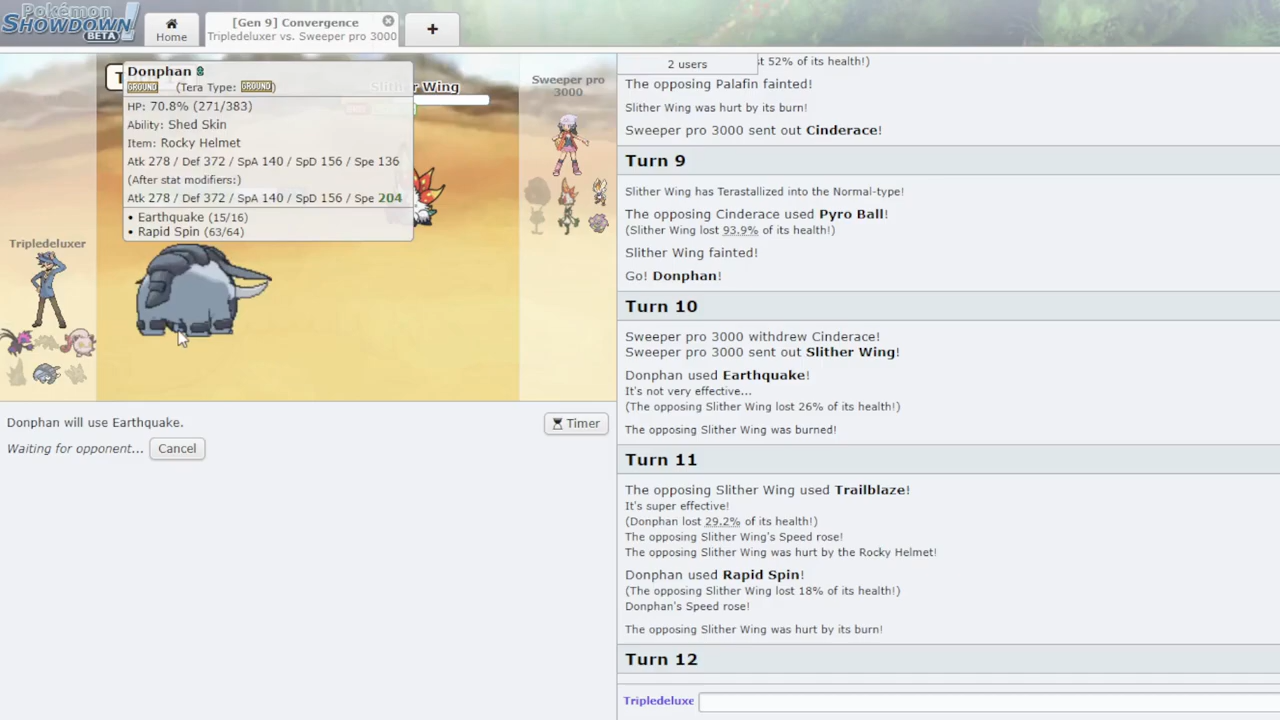 Pokémon
SHOWDOWN!
BETA
Home
[Gen 9] Convergence
Tripledeluxer vs. Sweeper pro 3000
+
T
Donphan
GROUND (Tera Type: GROUND)
HP: 70.8% (271/383)
Ability: Shed Skin
Item: Rocky Helmet
Atk 278 / Def 372 / SpA 140 / SpD 156 / Spe 136
(After stat modifiers:)
Atk 278 / Def 372 / SpA 140 / SpD 156 / Spe 204
• Earthquake (15/16)
• Rapid Spin (63/64)
Slither Wing
Sweeper pro
3000
Tripledeluxer
Donphan will use Earthquake.
Timer
Waiting for opponent...
Cancel
2 users
st 52% of its health!)
The opposing Palafin fainted!
Slither Wing was hurt by its burn!
Sweeper pro 3000 sent out Cinderace!
Turn 9
Slither Wing has Terastallized into the Normal-type!
The opposing Cinderace used Pyro Ball!
(Slither Wing lost 93.9% of its health!)
Slither Wing fainted!
Go! Donphan!
Turn 10
Sweeper pro 3000 withdrew Cinderace!
Sweeper pro 3000 sent out Slither Wing!
Donphan used Earthquake!
It's not very effective...
(The opposing Slither Wing lost 26% of its health!)
The opposing Slither Wing was burned!
Turn 11
The opposing Slither Wing used Trailblaze!
It's super effective!
(Donphan lost 29.2% of its health!)
The opposing Slither Wing's Speed rose!
The opposing Slither Wing was hurt by the Rocky Helmet!
Donphan used Rapid Spin!
(The opposing Slither Wing lost 18% of its health!)
Donphan's Speed rose!
The opposing Slither Wing was hurt by its burn!
Turn 12
Tripledeluxe